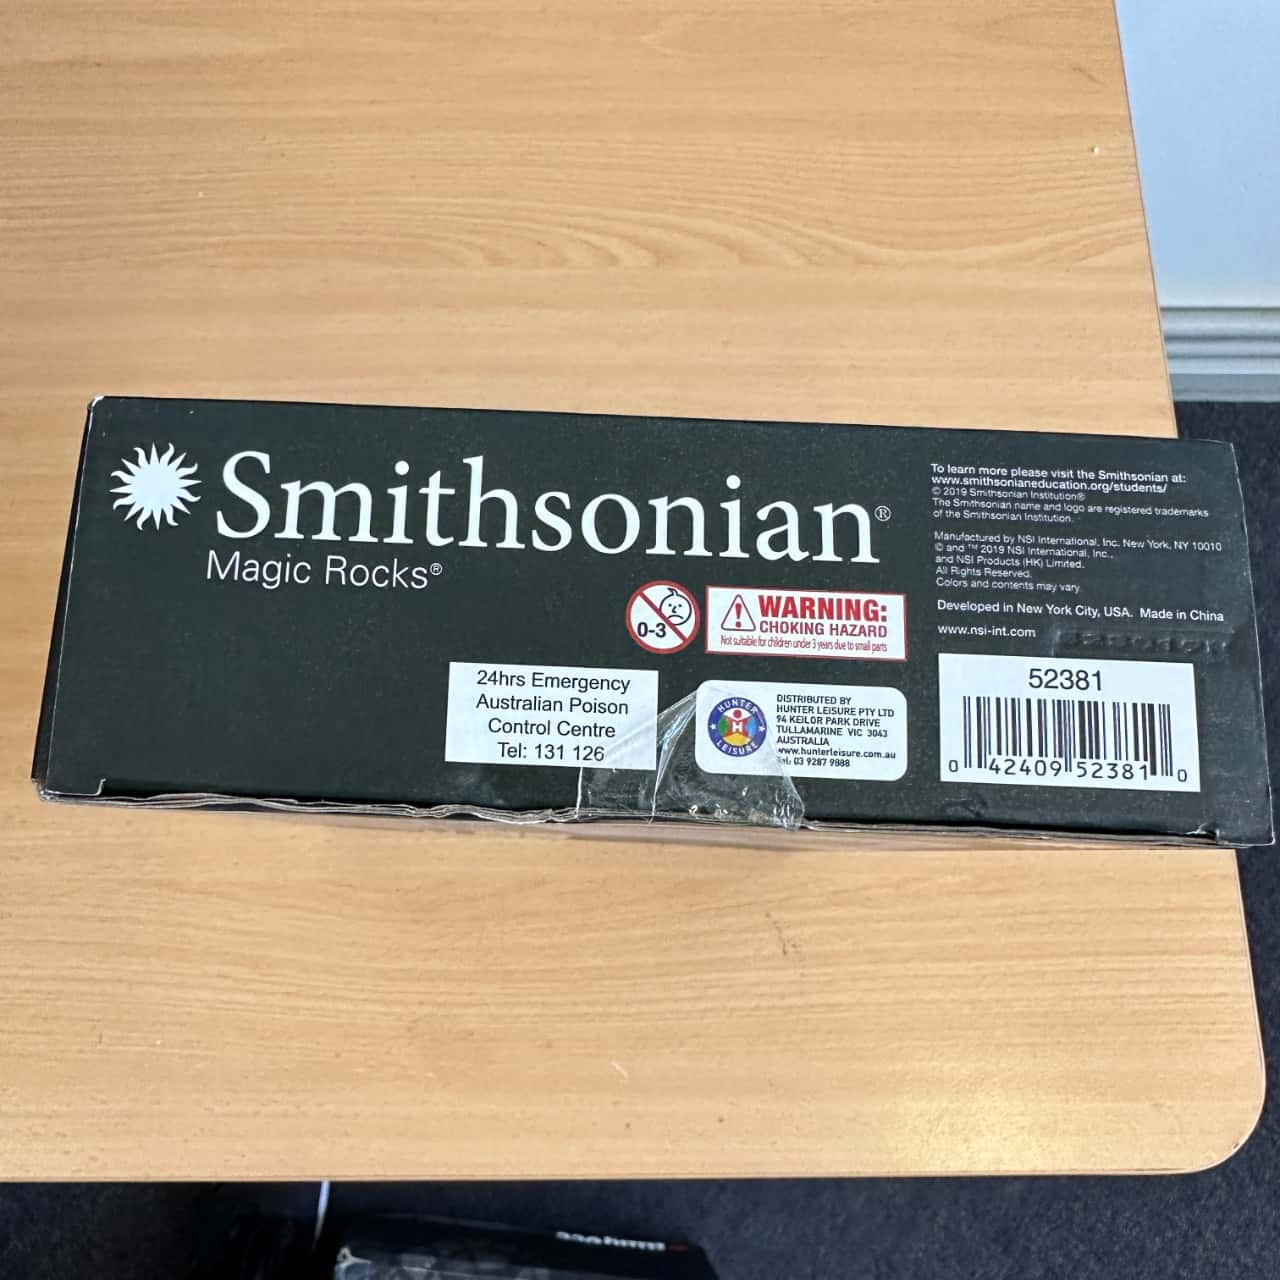 Smithsonian®
Magic Rocks®
To learn more please visit the Smithsonian at:
www.smithsonianeducation.org/students/
© 2019 Smithsonian Institution®
The Smithsonian name and logo are registered trademarks
of the Smithsonian Institution.
Manufactured by NSI International, Inc. New York, NY 10010
© and ™ 2019 NSI International, Inc.,
and NSI Products (HK) Limited.
All Rights Reserved.
Colors and contents may vary
Developed in New York City, USA. Made in China
www.nsi-int.com
0-3
WARNING:
CHOKING HAZARD
Not suitable for children under 3 years due to small parts
24hrs Emergency
Australian Poison
Control Centre
Tel: 131 126
HUNTER
H
LEISURE
DISTRIBUTED BY
HUNTER LEISURE PTY LTD
94 KEILOR PARK DRIVE
TULLAMARINE VIC 3043
AUSTRALIA
www.hunterleisure.com.au
Tel: 03 9287 9888
52381
0 42409 52381 0